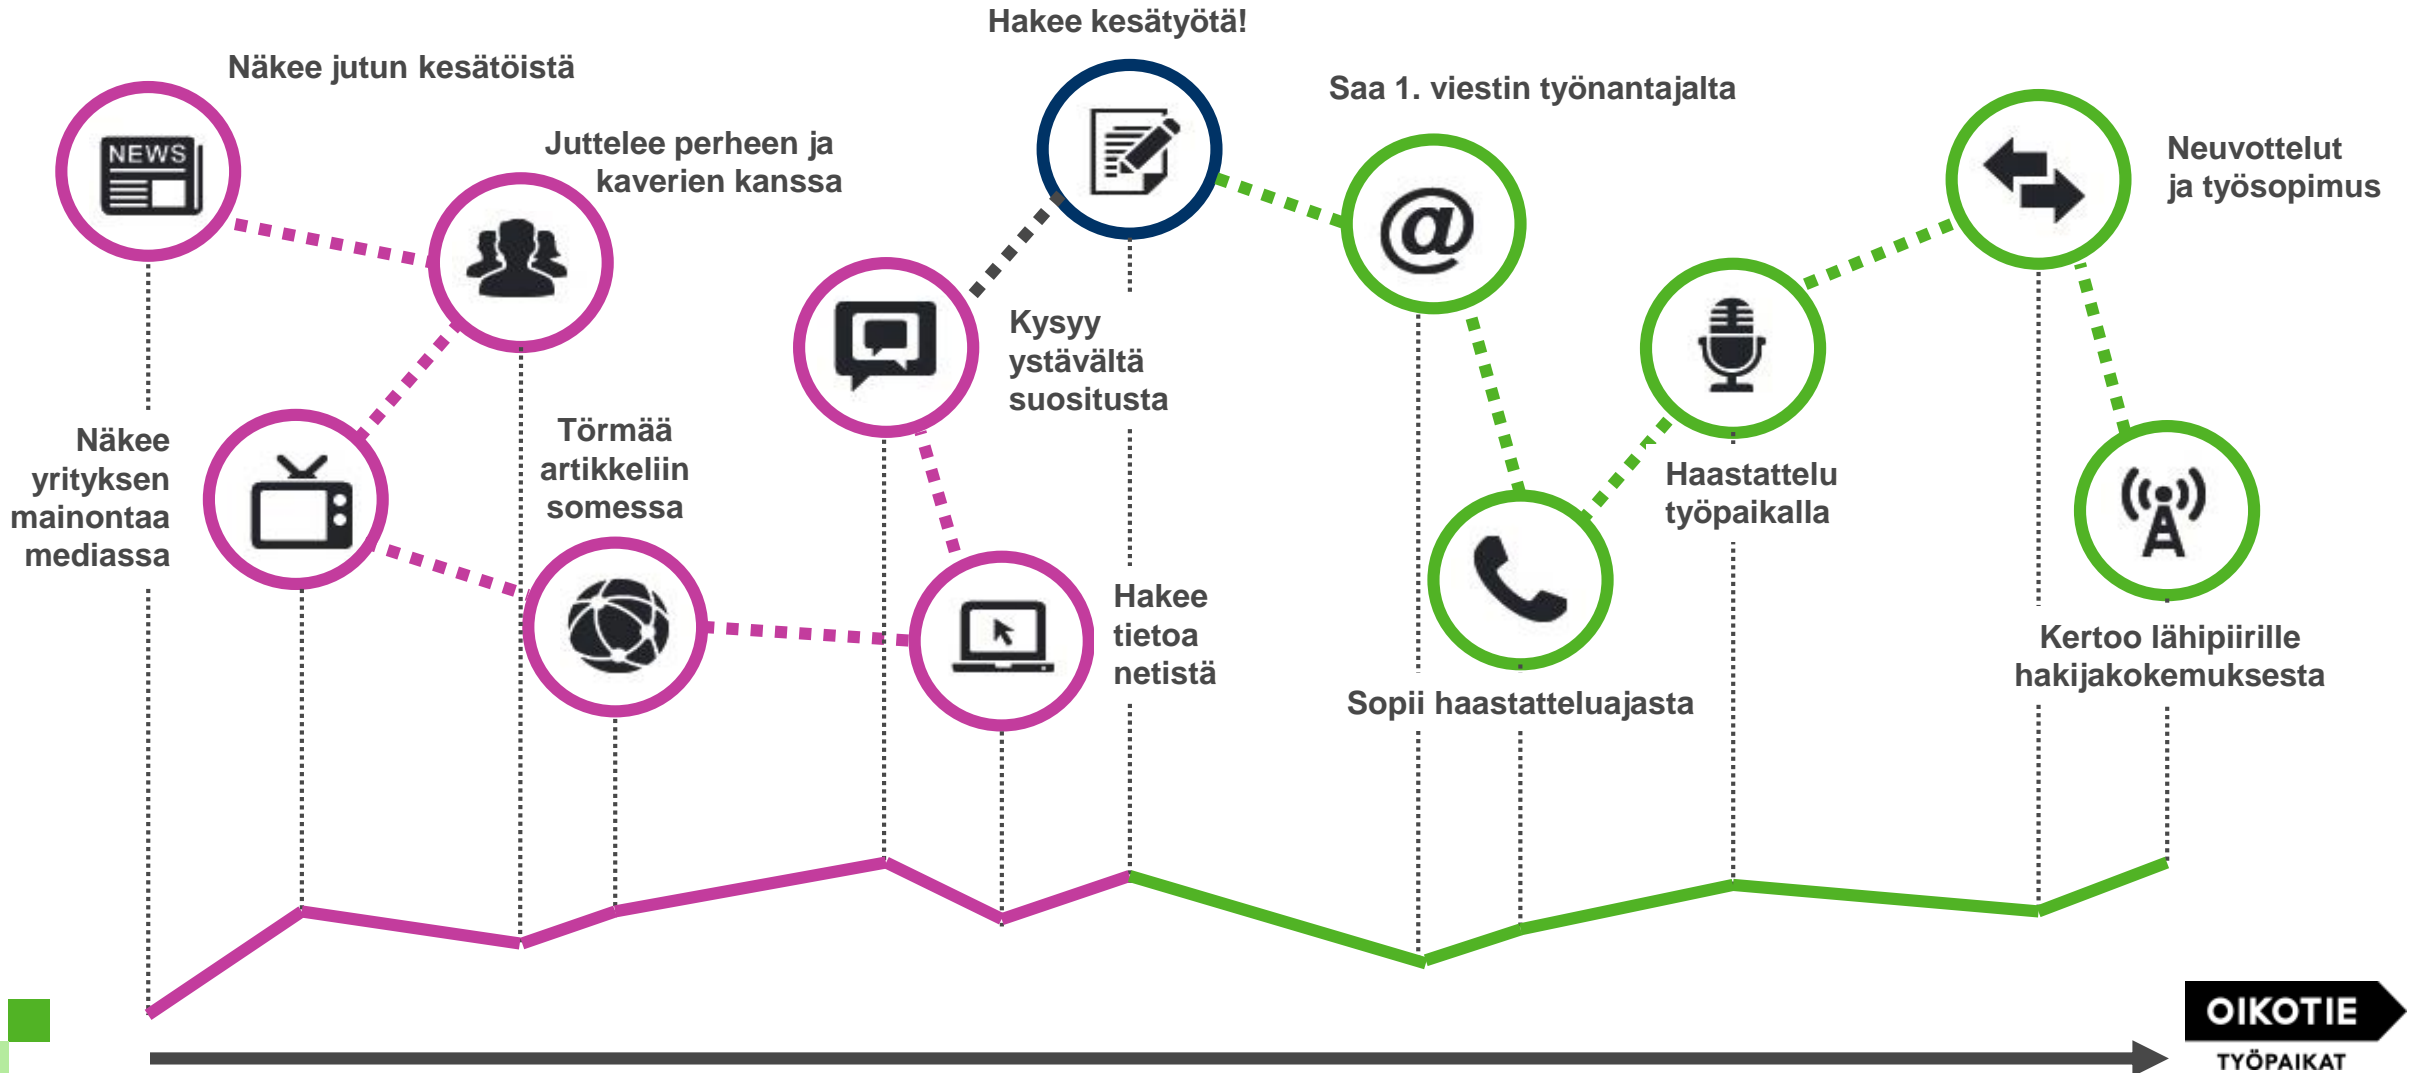 Hakee kesätyötä!
Näkee jutun kesätöistä
Saa 1. viestin työnantajalta
Juttelee perheen ja
kaverien kanssa
NEWS
Neuvottelut
ja työsopimus
@
Kysyy
ystävältä
suositusta
Näkee
yrityksen
mainontaa
mediassa
Törmää
artikkeliin
somessa
Haastattelu
työpaikalla
Hakee
tietoa
netistä
Kertoo lähipiirille
hakijakokemuksesta
Sopii haastatteluajasta
OIKOTIE
TYÖPAIKAT